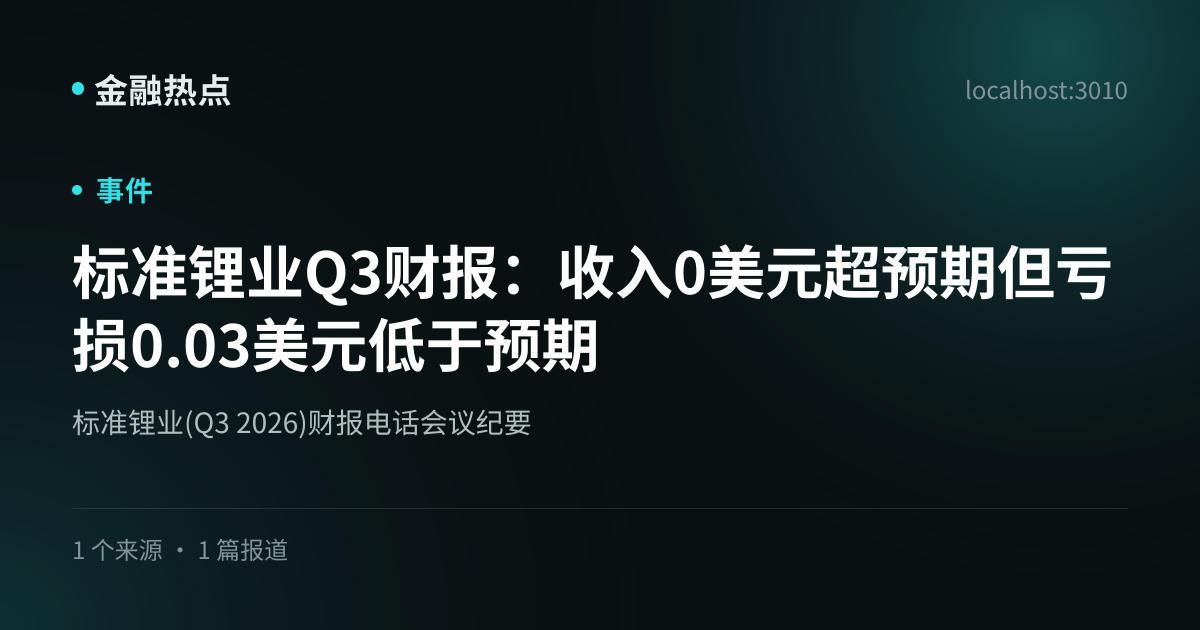 金融热点
localhost:3010
事件
标准锂业Q3财报：收入0美元超预期但亏
损0.03美元低于预期
标准锂业(Q3 2026)财报电话会议纪要
1 个来源 · 1 篇报道